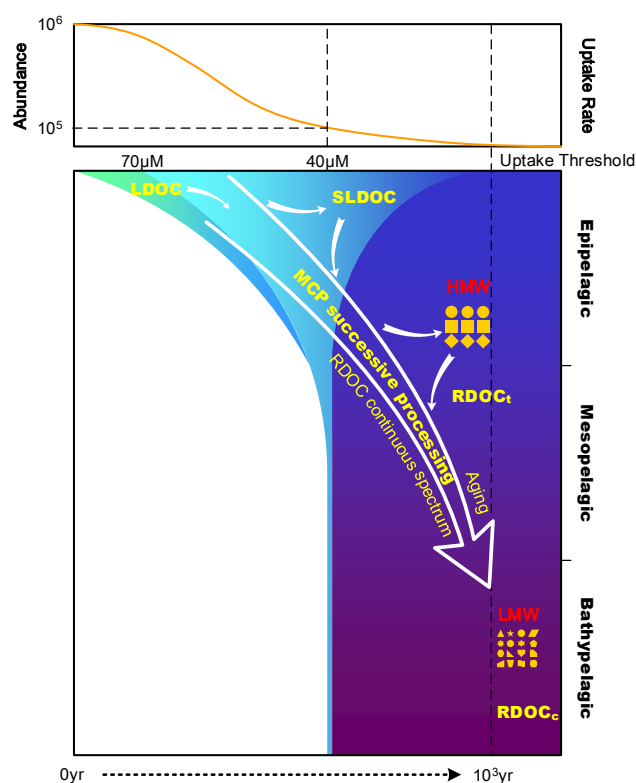 10⁶
Abundance
10⁵
Uptake Rate
70μM
40μM
Uptake Threshold
LDOC
SLDOC
Epipelagic
HMW
MCP successive processing
RDOC continuous spectrum
RDOCₜ
Mesopelagic
Aging
Bathypelagic
LMW
RDOC꜀
0yr
10³yr